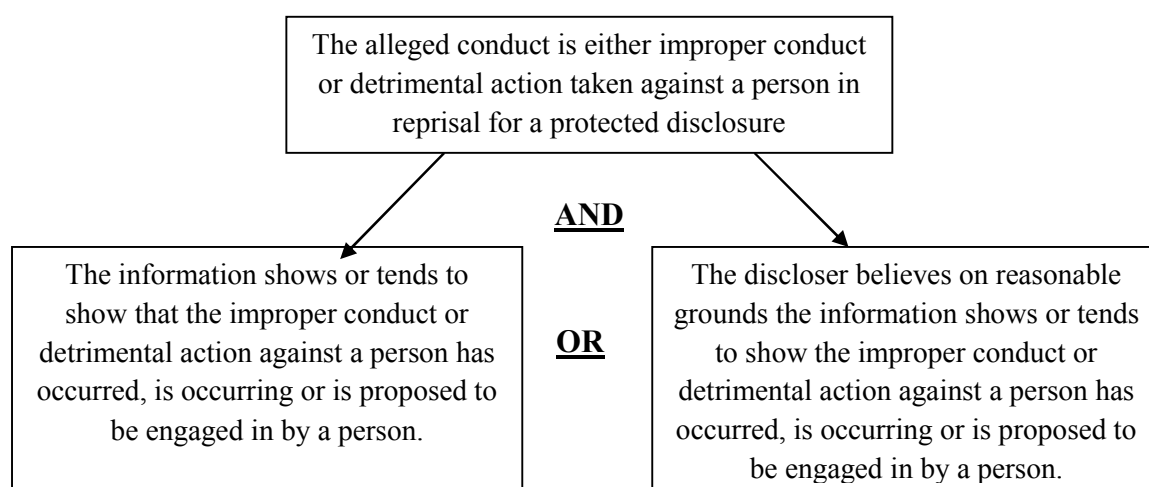 The alleged conduct is either improper conduct
or detrimental action taken against a person in
reprisal for a protected disclosure
AND
The information shows or tends to
show that the improper conduct or
detrimental action against a person has
occurred, is occurring or is proposed to
be engaged in by a person.
OR
The discloser believes on reasonable
grounds the information shows or tends
to show the improper conduct or
detrimental action against a person has
occurred, is occurring or is proposed to
be engaged in by a person.